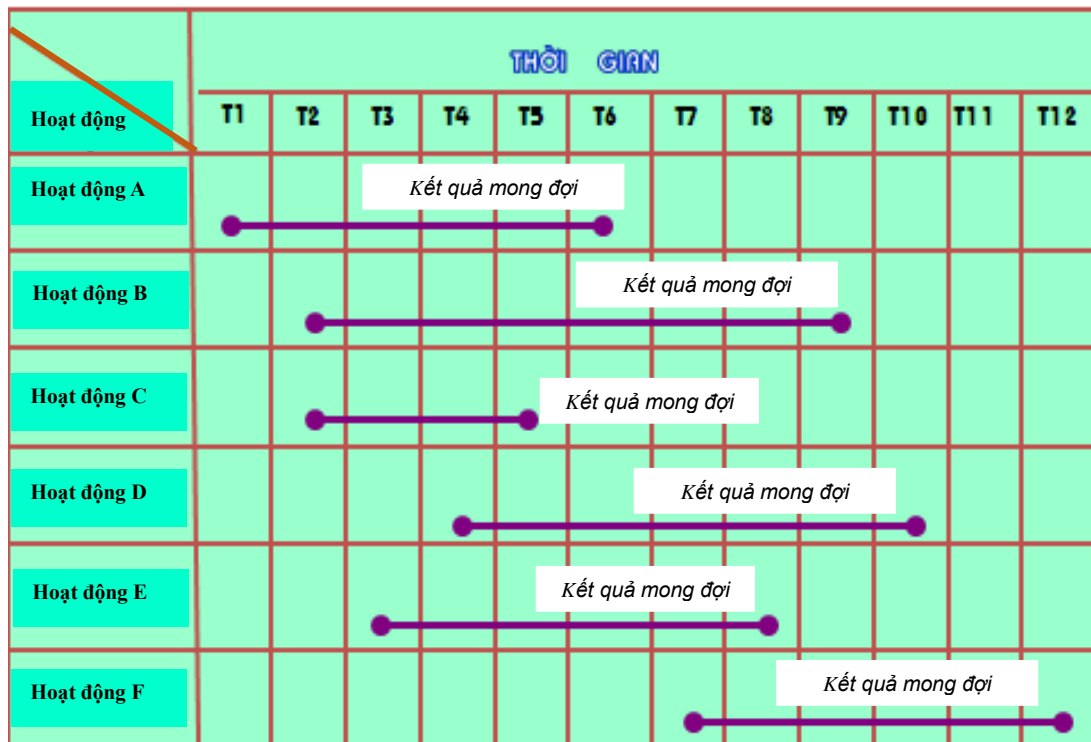 THỜI GIAN
Hoạt động
T1 T2 T3 T4 T5 T6 T7 T8 T9 T10 T11 T12
Hoạt động A
Kết quả mong đợi
Hoạt động B
Kết quả mong đợi
Hoạt động C
Kết quả mong đợi
Hoạt động D
Kết quả mong đợi
Hoạt động E
Kết quả mong đợi
Hoạt động F
Kết quả mong đợi